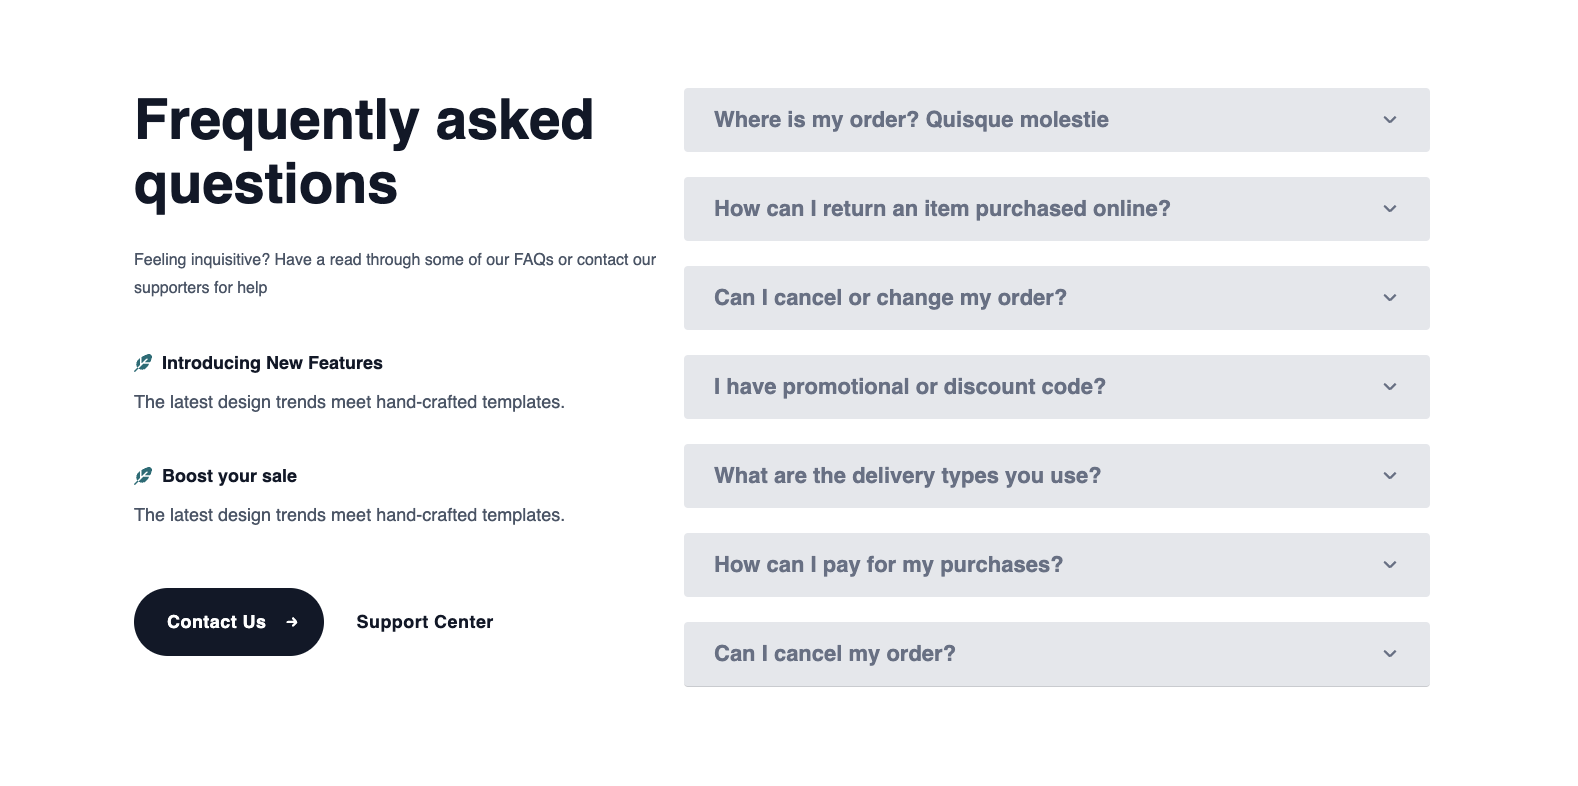 Frequently asked
questions
Feeling inquisitive? Have a read through some of our FAQs or contact our
supporters for help
Introducing New Features
The latest design trends meet hand-crafted templates.
Boost your sale
The latest design trends meet hand-crafted templates.
Contact Us
Support Center
Where is my order? Quisque molestie
How can I return an item purchased online?
Can I cancel or change my order?
I have promotional or discount code?
What are the delivery types you use?
How can I pay for my purchases?
Can I cancel my order?